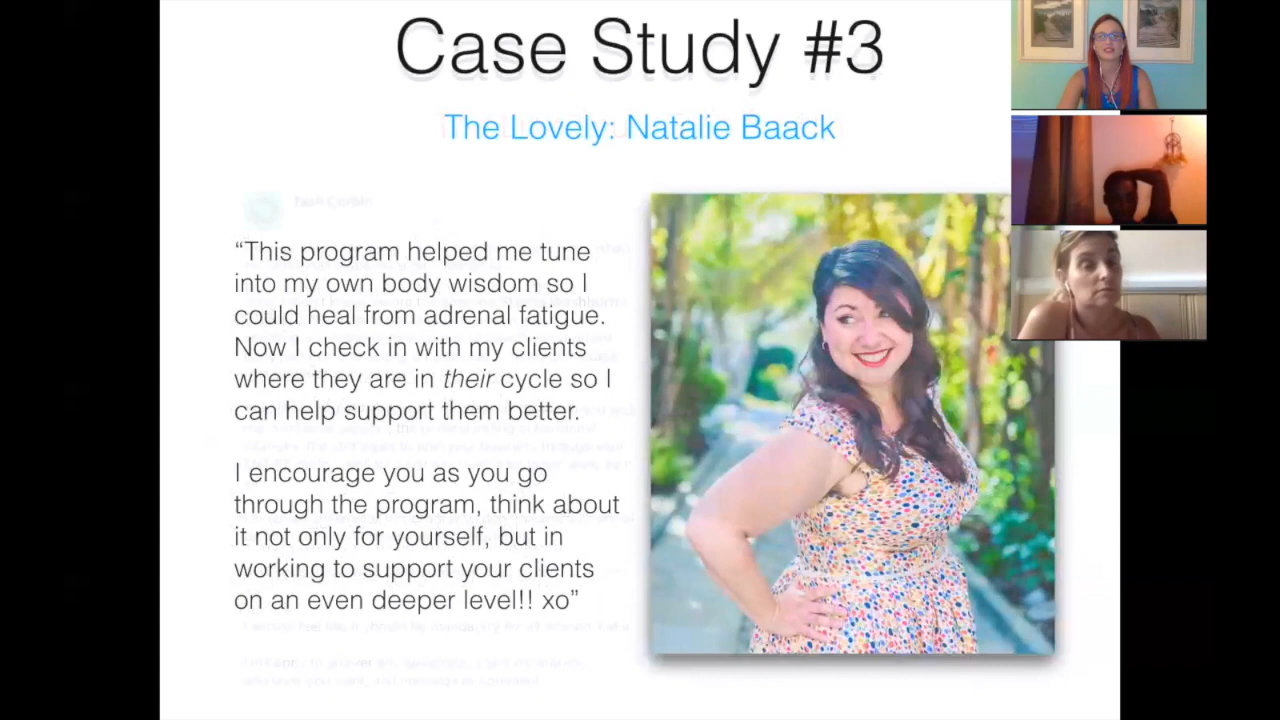 Case Study #3
The Lovely: Natalie Baack
“This program helped me tune
into my own body wisdom so I
could heal from adrenal fatigue.
Now I check in with my clients
where they are in their cycle so I
can help support them better.
I encourage you as you go
through the program, think about
it not only for yourself, but in
working to support your clients
on an even deeper level!! xo”